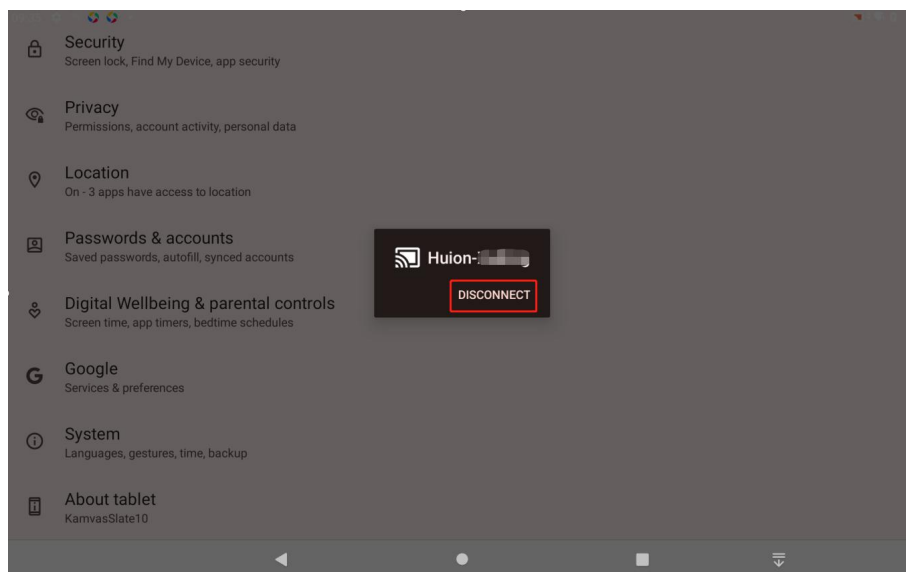 Security
Screen lock, Find My Device, app security
Privacy
Permissions, account activity, personal data
Location
On - 3 apps have access to location
Passwords & accounts
Saved passwords, autofill, synced accounts
Huion-
DISCONNECT
Digital Wellbeing & parental controls
Screen time, app timers, bedtime schedules
Google
Services & preferences
System
Languages, gestures, time, backup
About tablet
KamvasSlate10